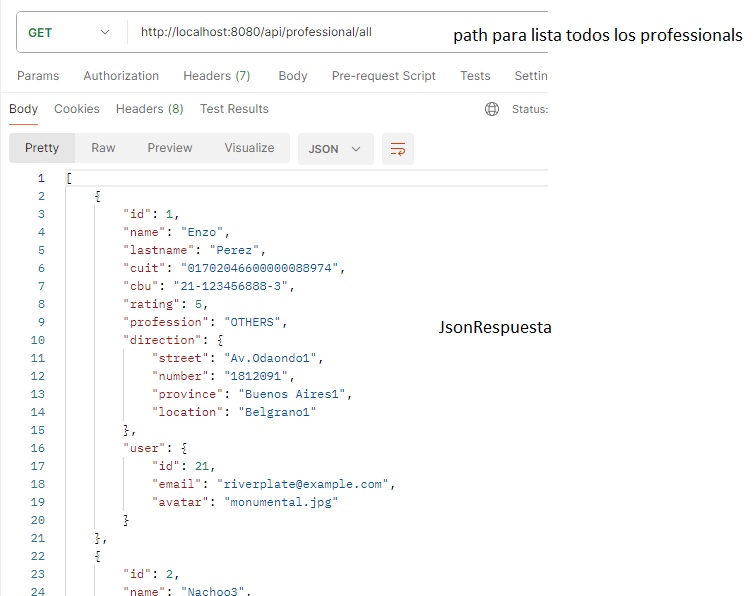 GET http://localhost:8080/api/professional/all
path para lista todos los professionals
Params Authorization Headers (7) Body Pre-request Script Tests Settin
Body Cookies Headers (8) Test Results Status:
Pretty Raw Preview Visualize JSON
1 [
2 {
3 "id": 1,
4 "name": "Enzo",
5 "lastname": "Perez",
6 "cuit": "01702046600000088974",
7 "cbu": "21-123456888-3",
8 "rating": 5,
9 "profession": "OTHERS",
JsonRespuesta
10 "direction": {
11 "street": "Av.Odaondo1",
12 "number": "1812091",
13 "province": "Buenos Aires1",
14 "location": "Belgrano1"
15 },
16 "user": {
17 "id": 21,
18 "email": "riverplate@example.com",
19 "avatar": "monumental.jpg"
20 }
21 },
22 {
23 "id": 2,
24 "name": "Nachoo3",